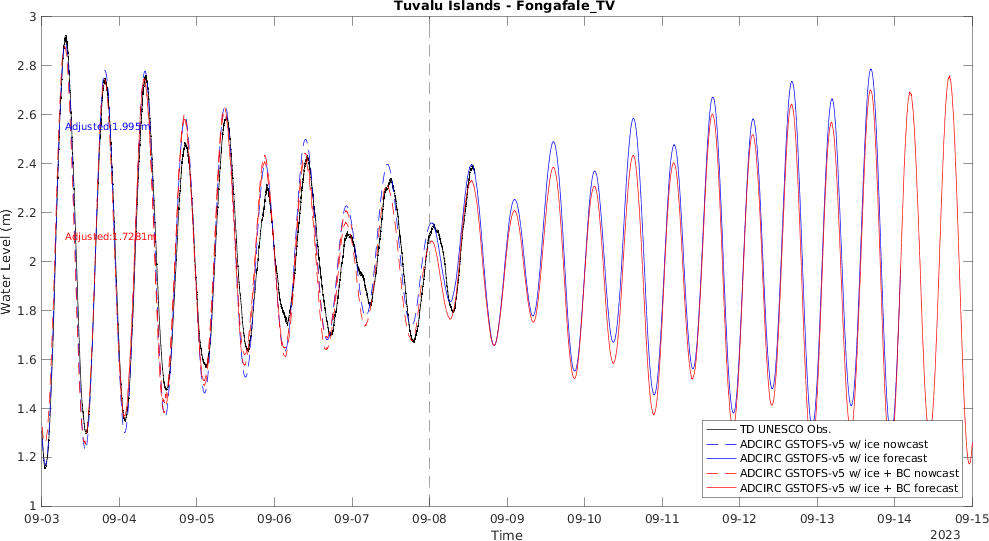 Tuvalu Islands - Fongafale_TV
3
2.8
2.6
2.4
2.2
2
1.8
1.6
1.4
1.2
1
Water Level (m)
Adjusted:1.995m
Adjusted:1.7281m
TD UNESCO Obs.
ADCIRC GSTOFS-v5 w/ ice nowcast
ADCIRC GSTOFS-v5 w/ ice forecast
ADCIRC GSTOFS-v5 w/ ice + BC nowcast
ADCIRC GSTOFS-v5 w/ ice + BC forecast
09-03 09-04 09-05 09-06 09-07 09-08 09-09 09-10 09-11 09-12 09-13 09-14 09-15
Time
2023